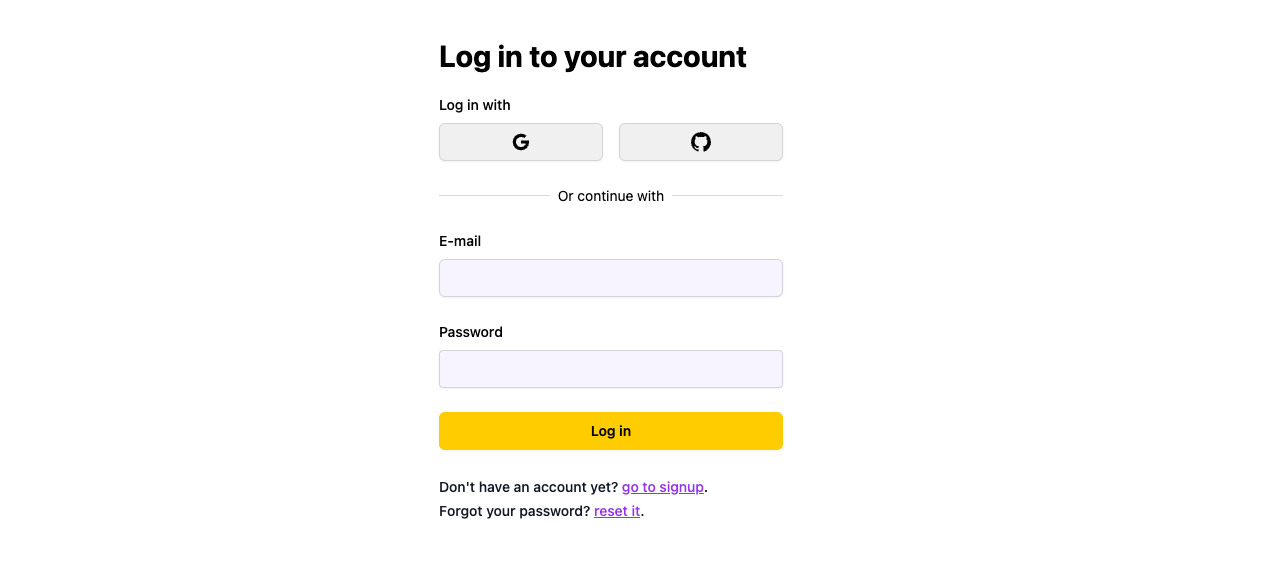 Log in to your account
Log in with
Or continue with
E-mail
Password
Log in
Don't have an account yet? go to signup.
Forgot your password? reset it.